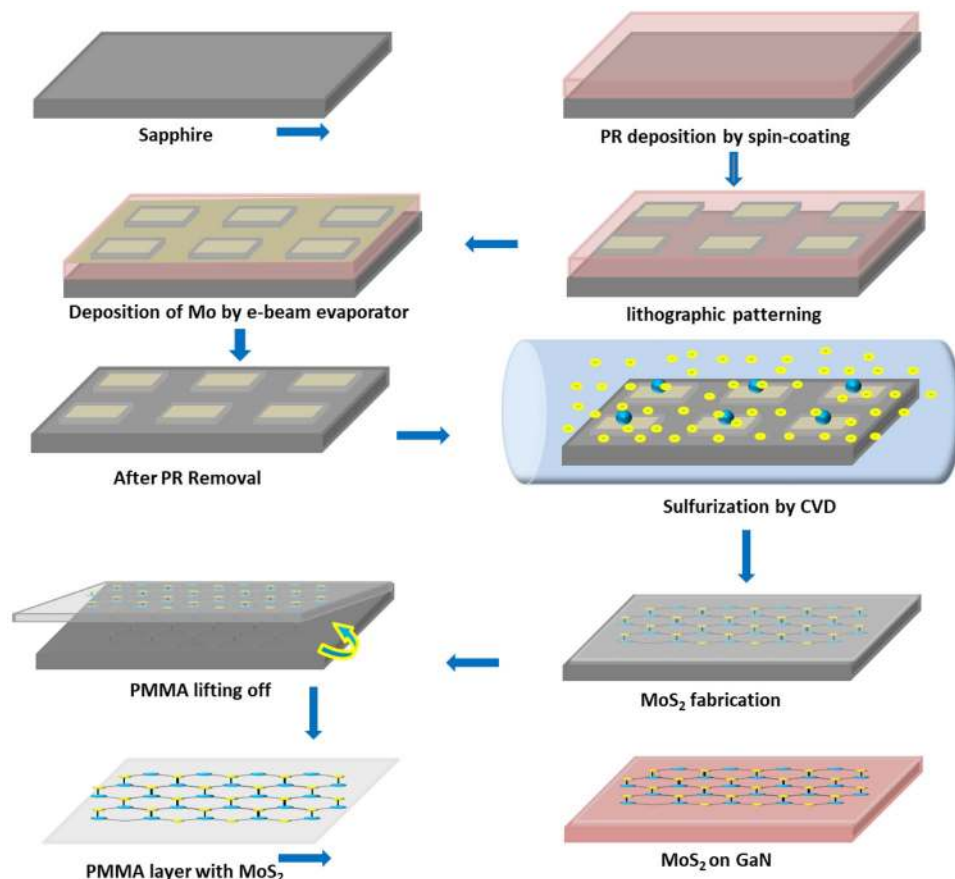 Sapphire
PR deposition by spin-coating
Deposition of Mo by e-beam evaporator
lithographic patterning
After PR Removal
Sulfurization by CVD
PMMA lifting off
MoS₂ fabrication
PMMA layer with MoS₂
MoS₂ on GaN